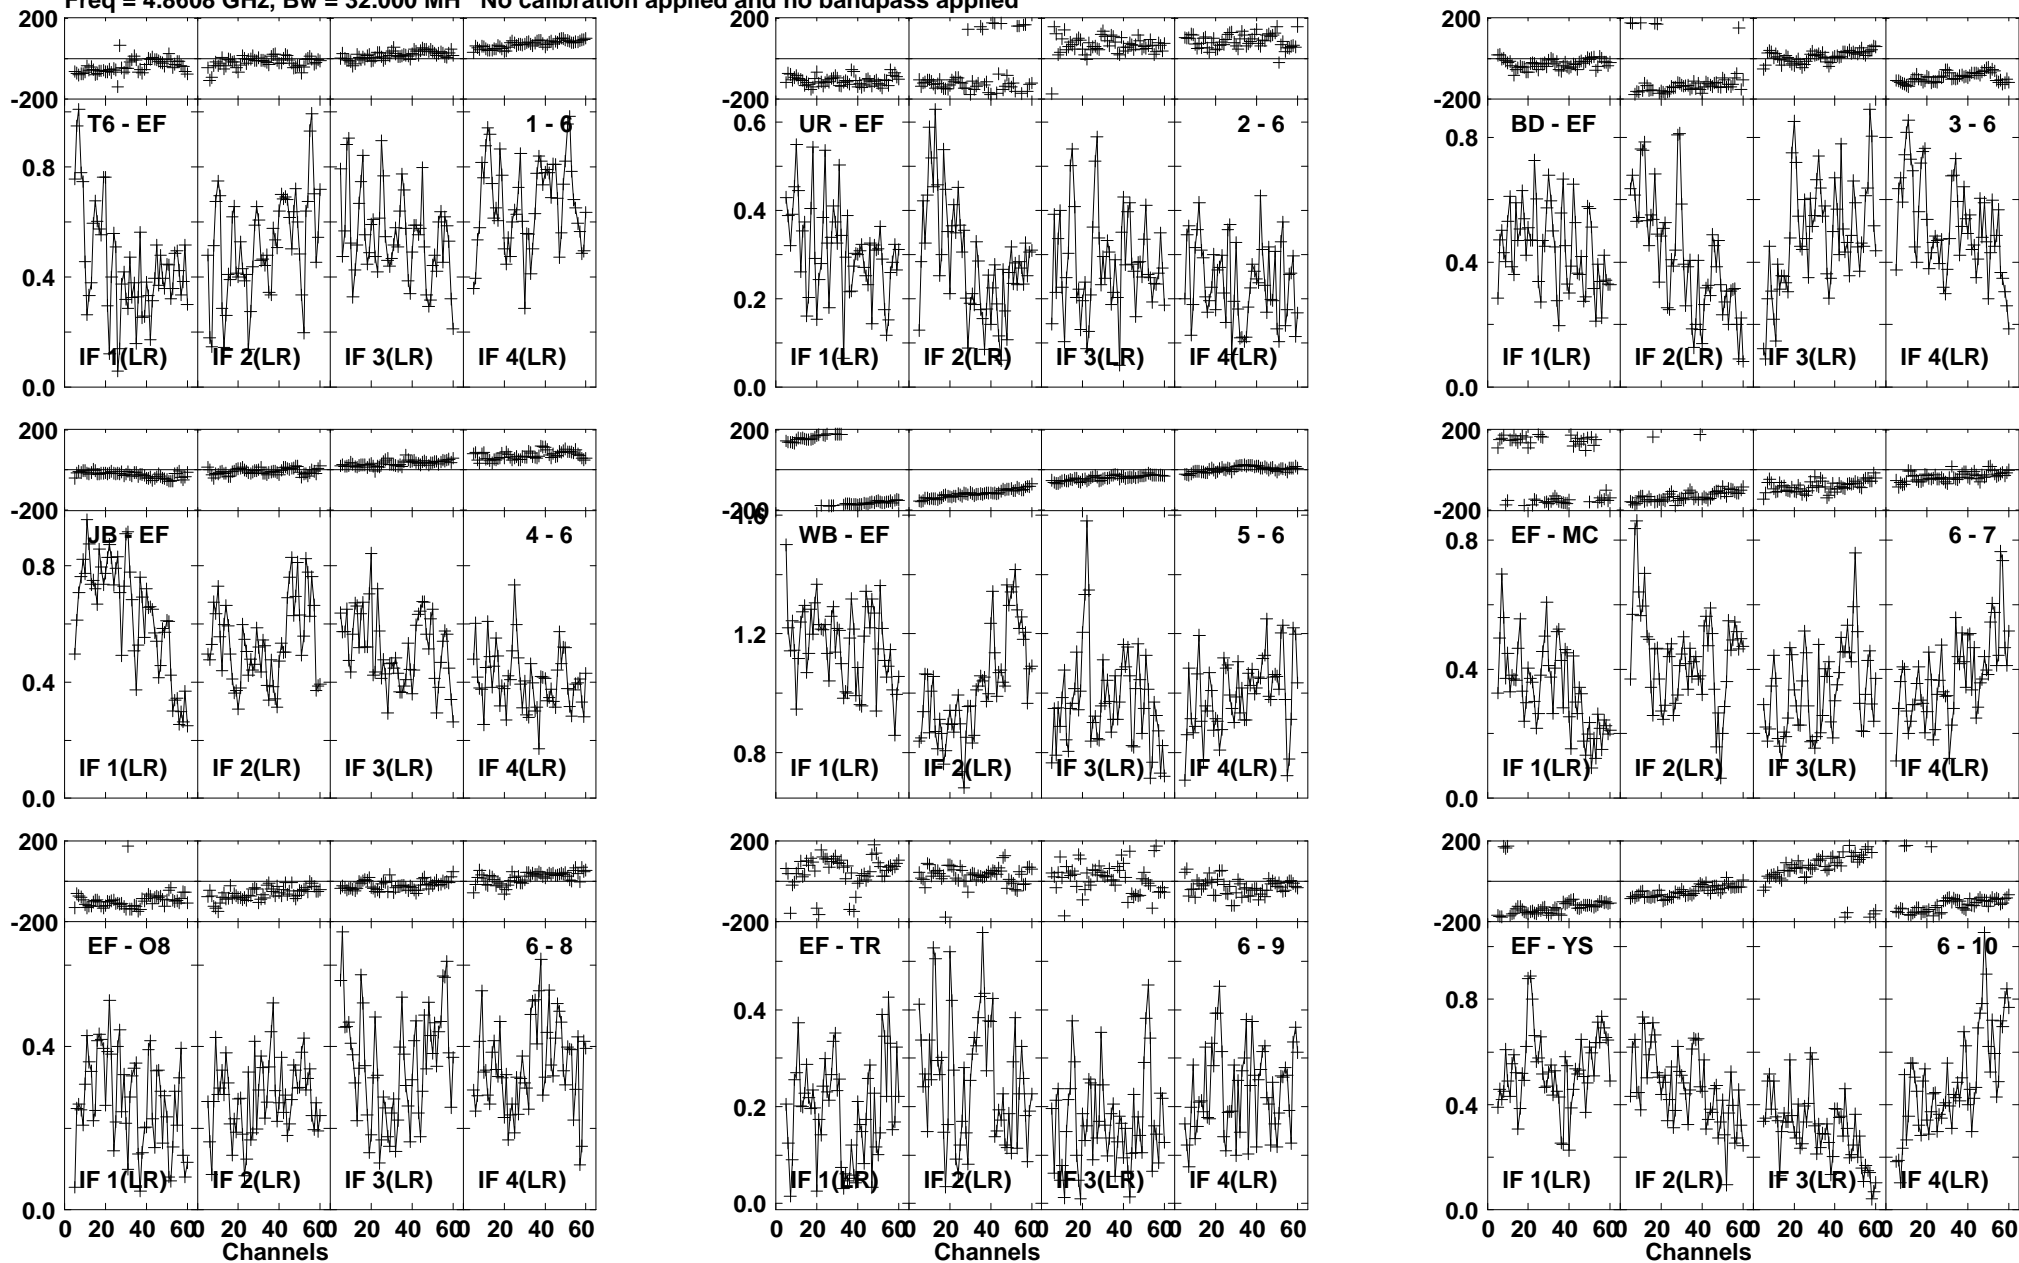 Freq = 4.8608 GHz, Bw = 32.000 MH No calibration applied and no bandpass applied
200 200 200
-200 -200 -200
T6 - EF 1 - 6 UR - EF 2 - 6 BD - EF 3 - 6
0.8 0.6 0.8
0.4 0.4 0.4
0.2
IF 1(LR) IF 2(LR) IF 3(LR) IF 4(LR) IF 1(LR) IF 2(LR) IF 3(LR) IF 4(LR) IF 1(LR) IF 2(LR) IF 3(LR) IF 4(LR)
0.0 0.0 0.0
200 200 200
-200 -200 -200
1.6
JB - EF 4 - 6 WB - EF 5 - 6 EF - MC 6 - 7
0.8 1.2 0.8
0.4 0.8 0.4
IF 1(LR) IF 2(LR) IF 3(LR) IF 4(LR) IF 1(LR) IF 2(LR) IF 3(LR) IF 4(LR) IF 1(LR) IF 2(LR) IF 3(LR) IF 4(LR)
0.0 0.0
200 200 200
-200 -200 -200
EF - O8 6 - 8 EF - TR 6 - 9 EF - YS 6 - 10
0.4 0.4 0.8
0.2 0.4
IF 1(LR) IF 2(LR) IF 3(LR) IF 4(LR) IF 1(LR) IF 2(LR) IF 3(LR) IF 4(LR) IF 1(LR) IF 2(LR) IF 3(LR) IF 4(LR)
0.0 0.0 0.0
0 20 40 60 0 20 40 60 0 20 40 60 0 20 40 60 0 20 40 60 0 20 40 60 0 20 40 60 0 20 40 60 0 20 40 60 0 20 40 60 0 20 40 60 0 20 40 60
Channels Channels Channels